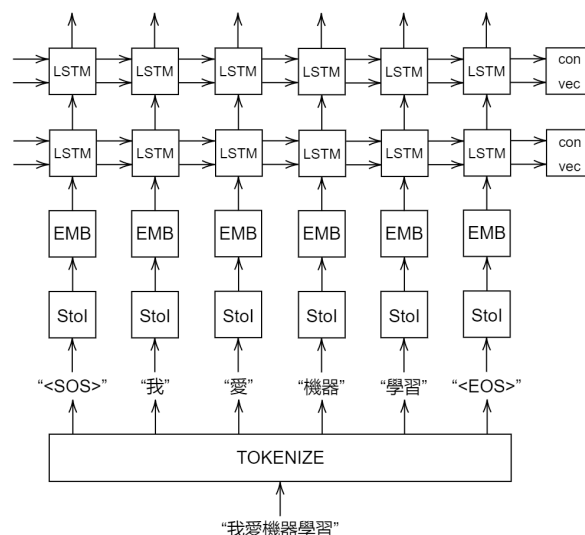 LSTM LSTM LSTM LSTM LSTM LSTM con
vec
LSTM LSTM LSTM LSTM LSTM LSTM con
vec
EMB EMB EMB EMB EMB EMB
StoI StoI StoI StoI StoI StoI
“<SOS>” “我” “愛” “機器” “學習” “<EOS>”
TOKENIZE
“我愛機器學習”